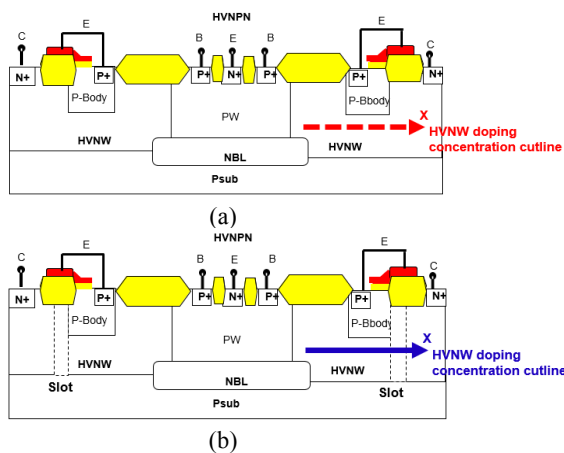 HVNPN
C E B E B E C
N+ P+ P+ N+ P+ P+ N+
P-Body PW P-Bbody
X
HVNW doping
concentration cutline
HVNW NBL HVNW
Psub
(a)
HVNPN
C E B E B E C
N+ P+ P+ N+ P+ P+ N+
P-Body PW P-Bbody
X
HVNW doping
concentration cutline
HVNW NBL HVNW
Slot Slot
Psub
(b)